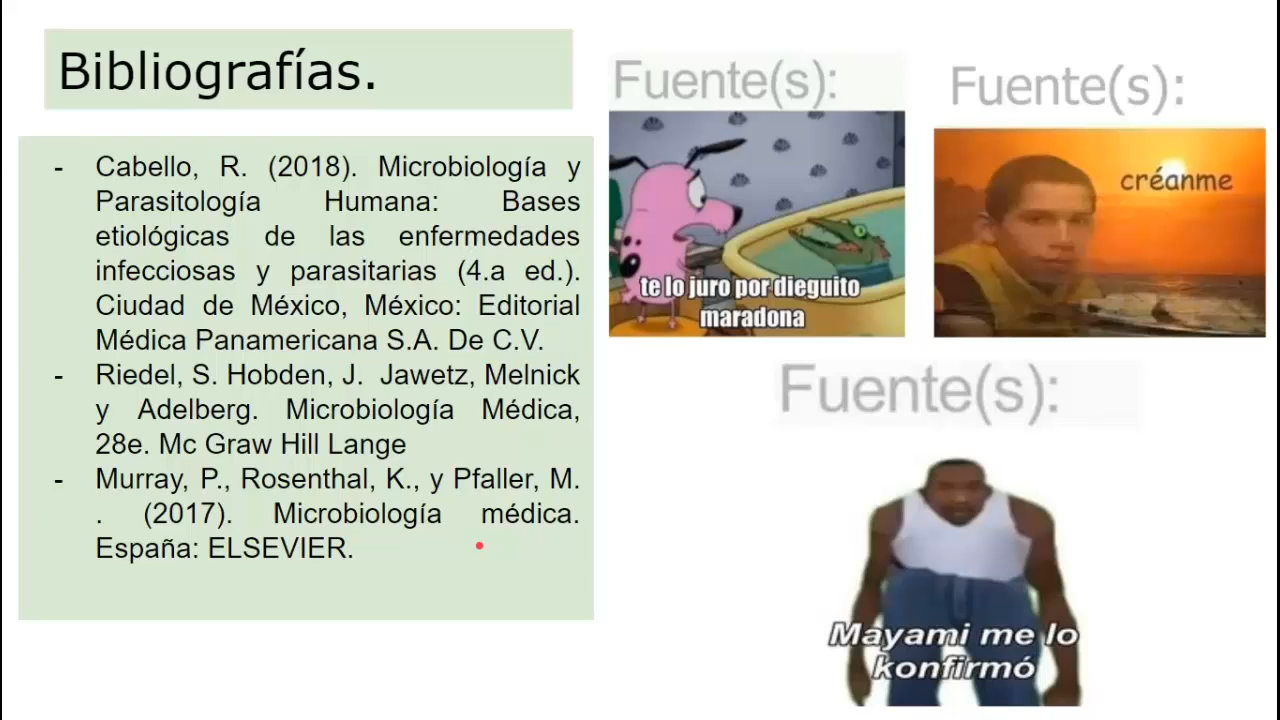 Bibliografías.
- Cabello, R. (2018). Microbiología y
Parasitología Humana: Bases
etiológicas de las enfermedades
infecciosas y parasitarias (4.a ed.).
Ciudad de México, México: Editorial
Médica Panamericana S.A. De C.V.
- Riedel, S. Hobden, J. Jawetz, Melnick
y Adelberg. Microbiología Médica,
28e. Mc Graw Hill Lange
- Murray, P., Rosenthal, K., y Pfaller, M.
. (2017). Microbiología médica.
España: ELSEVIER.
Fuente(s):
te lo juro por dieguito
maradona
Fuente(s):
créanme
Fuente(s):
Mayami me lo
konfirmó